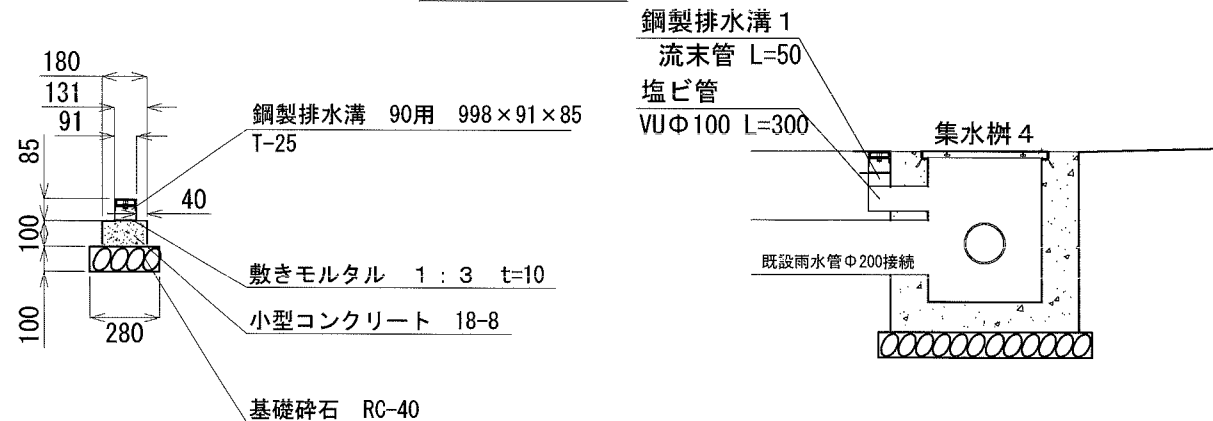 180
131
91
85
100
100
40
280
鋼製排水溝 90用 998×91×85
T-25
敷きモルタル 1:3 t=10
小型コンクリート 18-8
基礎砕石 RC-40
鋼製排水溝1
流末管 L=50
塩ビ管
VUΦ100 L=300
集水桝4
既設雨水管Φ200接続